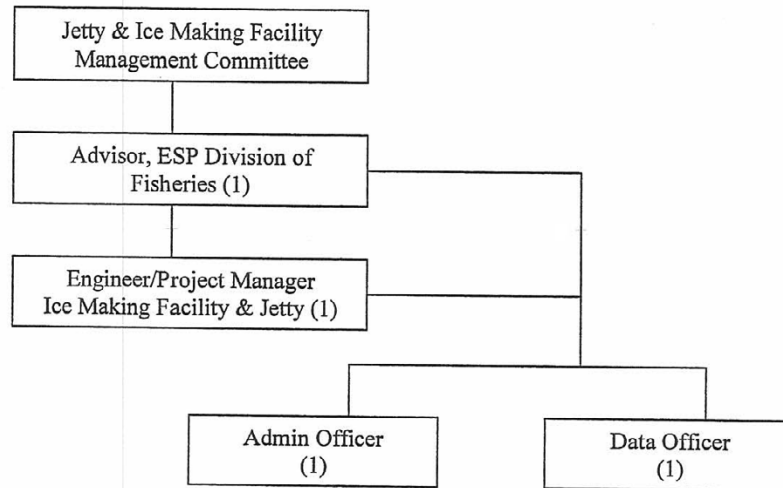 Jetty & Ice Making Facility
Management Committee
Advisor, ESP Division of
Fisheries (1)
Engineer/Project Manager
Ice Making Facility & Jetty (1)
Admin Officer
(1)
Data Officer
(1)